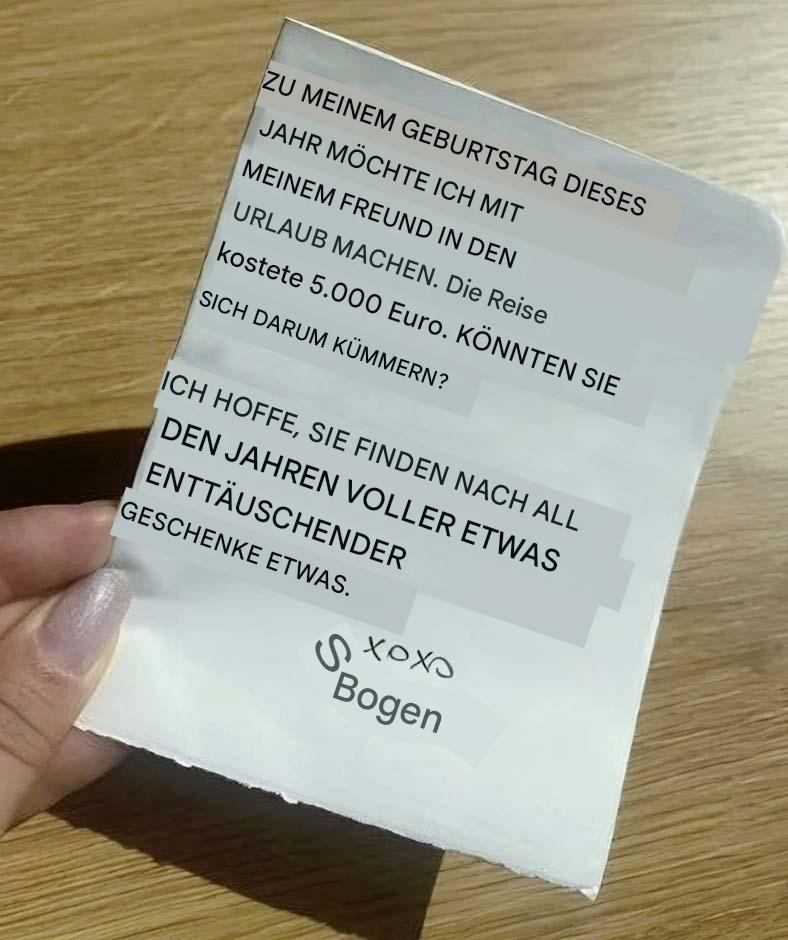 ZU MEINEM GEBURTSTAG DIESES
JAHR MÖCHTE ICH MIT
MEINEM FREUND IN DEN
URLAUB MACHEN. Die Reise
kostete 5.000 Euro. KÖNNTEN SIE
SICH DARUM KÜMMERN?
ICH HOFFE, SIE FINDEN NACH ALL
DEN JAHREN VOLLER ETWAS
ENTTÄUSCHENDER
GESCHENKE ETWAS.
S xoxo
Bogen